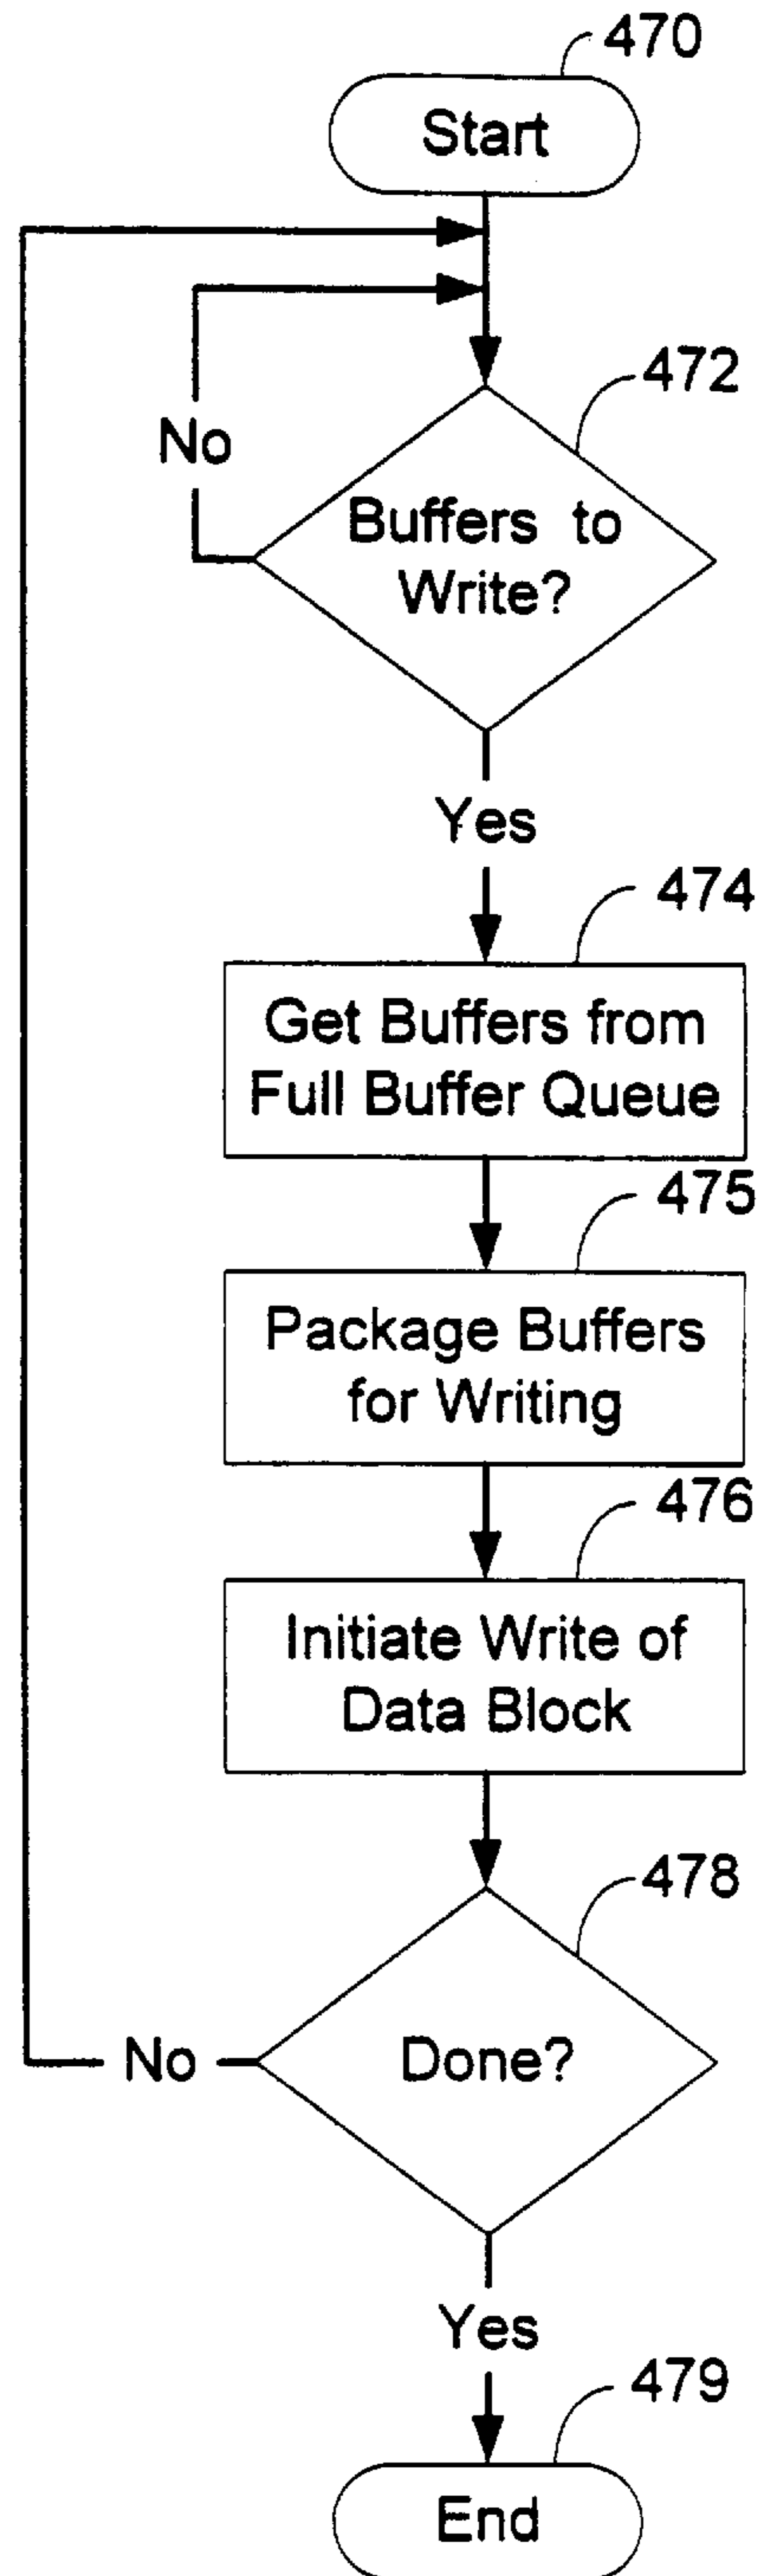 470
Start
472
No
Buffers to
Write?
Yes
474
Get Buffers from
Full Buffer Queue
475
Package Buffers
for Writing
476
Initiate Write of
Data Block
478
No
Done?
Yes
479
End